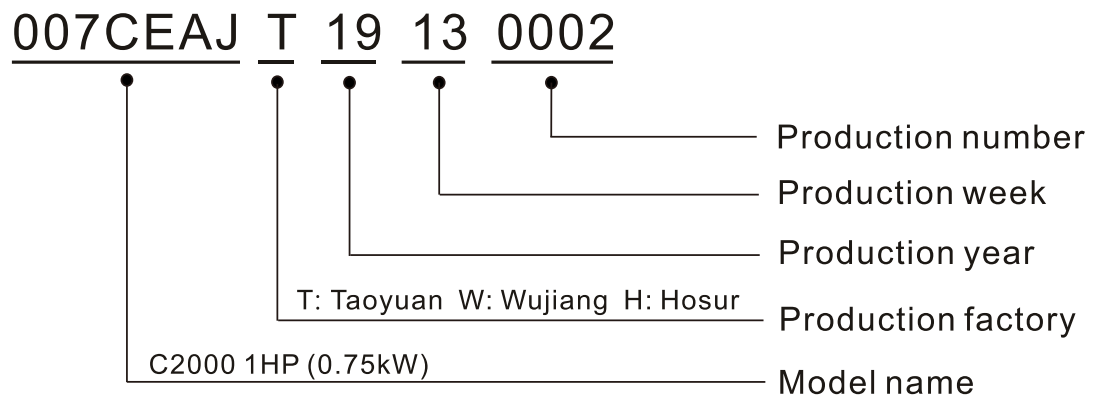 007CEAJ T 19 13 0002
Production number
Production week
Production year
T: Taoyuan W: Wujiang H: Hosur
Production factory
C2000 1HP (0.75kW)
Model name